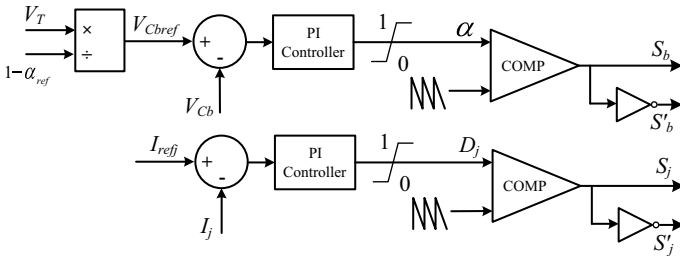 V_T
×
÷
1-α_ref
V_Cbref
+
-
V_Cb
PI
Controller
1
0
α
COMP
S_b
S'_b
I_refj
+
-
I_j
PI
Controller
1
0
D_j
COMP
S_j
S'_j